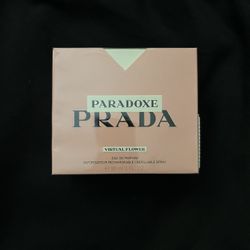 PARADOXE
PRADA
VIRTUAL FLOWER
EAU DE PARFUM